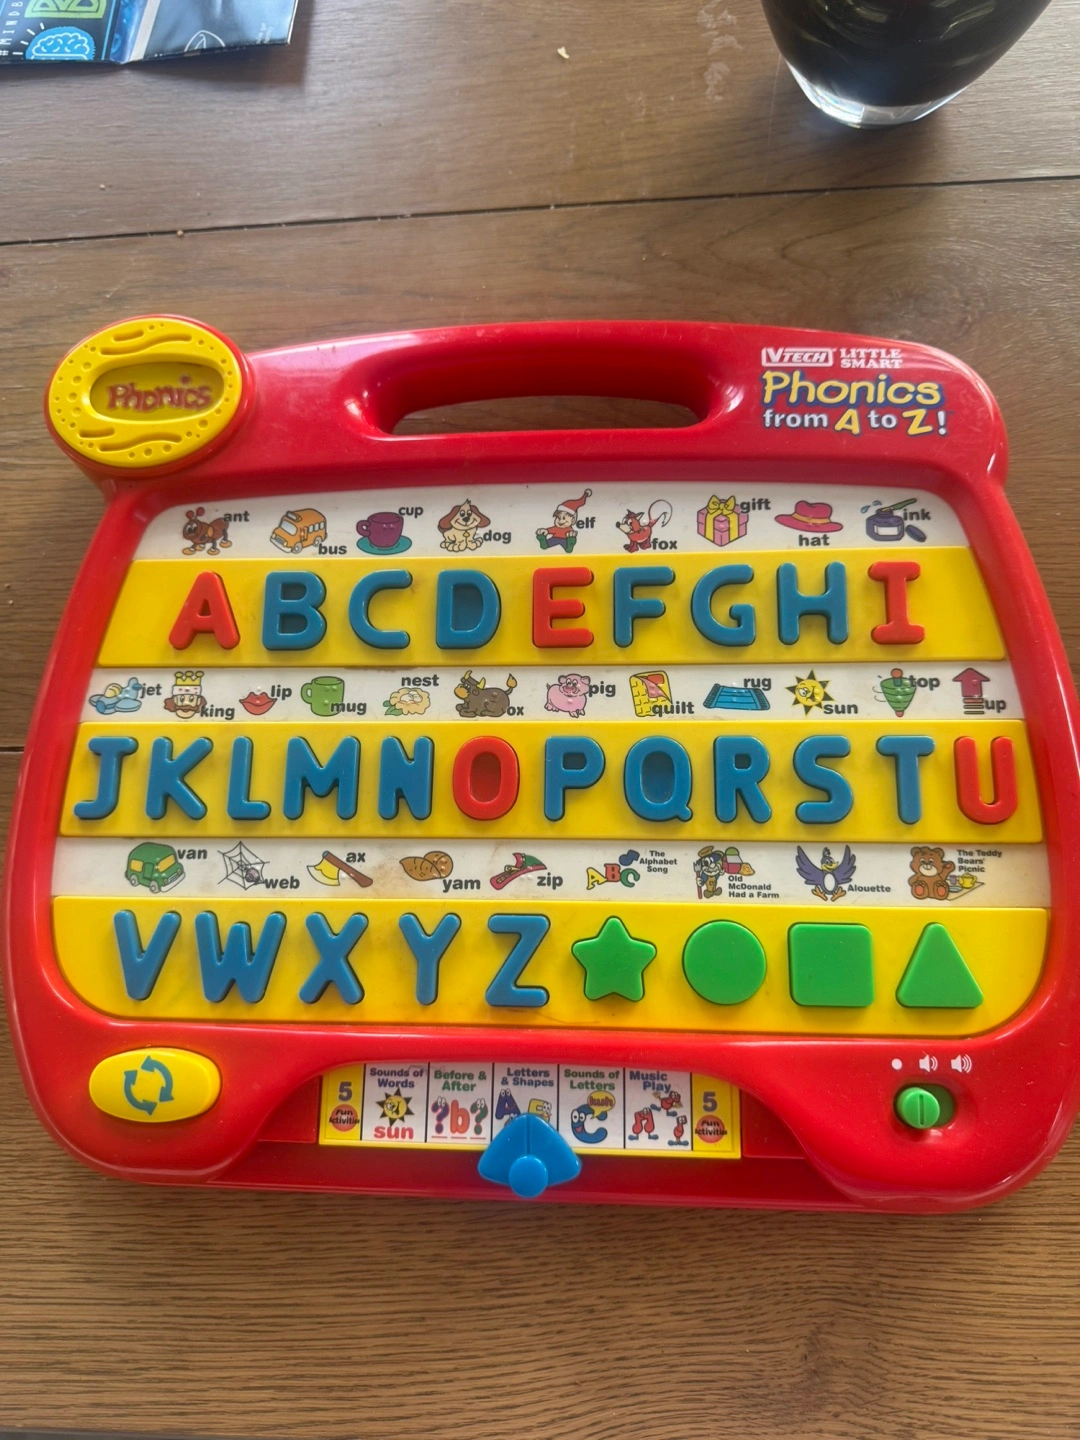 MINDB
Phonics
VTECH LITTLE SMART
Phonics
from A to Z!
ant bus cup dog elf fox gift hat ink
A B C D E F G H I
jet king lip mug nest ox pig quilt rug sun top up
J K L M N O P Q R S T U
van web ax yam zip The Alphabet Song Old McDonald Had a Farm Alouette The Teddy Bears' Picnic
V W X Y Z
5 Sounds of Words Before & After Letters & Shapes Sounds of Letters Music Play 5
sun ?b?